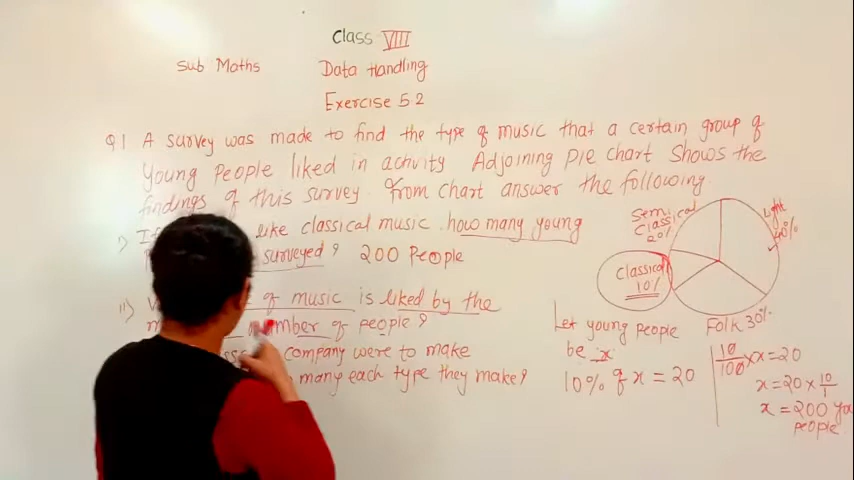 Class VIII
Sub Maths Data Handling
Exercise 5 2
Q1 A survey was made to find the type of music that a certain group of
Young People liked in activity Adjoining Pie chart Shows the
findings of this survey. From chart answer the following.
i) If like classical music how many young
surveyed ? 200 People
ii) of music is liked by the
number of people ?
company were to make
many each type they make?
Semi
Classical
20%
Light
40%
Classical
10%
Folk 30%
Let young people
be x
10% of x = 20
10/100 x x = 20
x = 20 x 10/1
x = 200
people